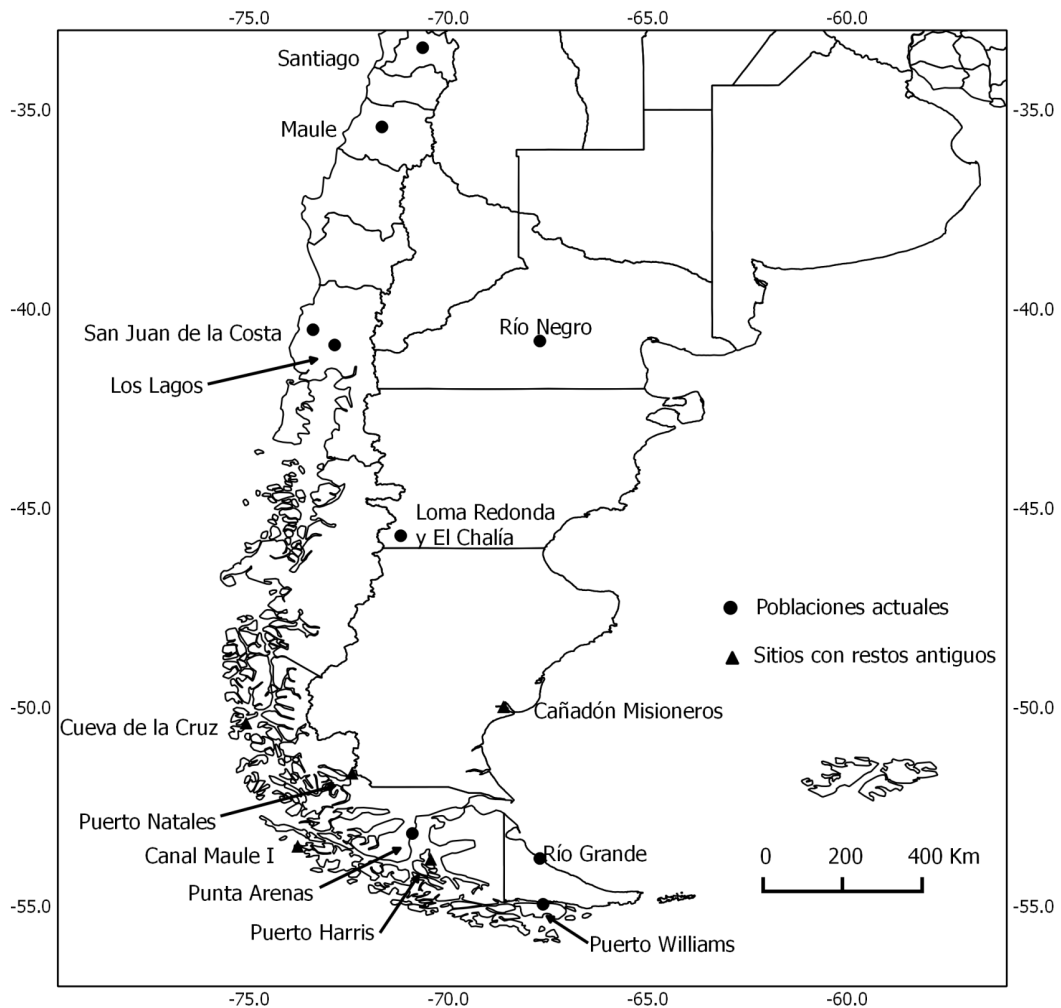 -75.0 -70.0 -65.0 -60.0
Santiago
-35.0 -35.0
Maule
-40.0 -40.0
San Juan de la Costa
Río Negro
Los Lagos
-45.0 -45.0
Loma Redonda
y El Chalía
Poblaciones actuales
Sitios con restos antiguos
-50.0 -50.0
Cueva de la Cruz
Cañadón Misioneros
Puerto Natales
Canal Maule I
Río Grande
0 200 400 Km
Punta Arenas
-55.0 -55.0
Puerto Harris
Puerto Williams
-75.0 -70.0 -65.0 -60.0